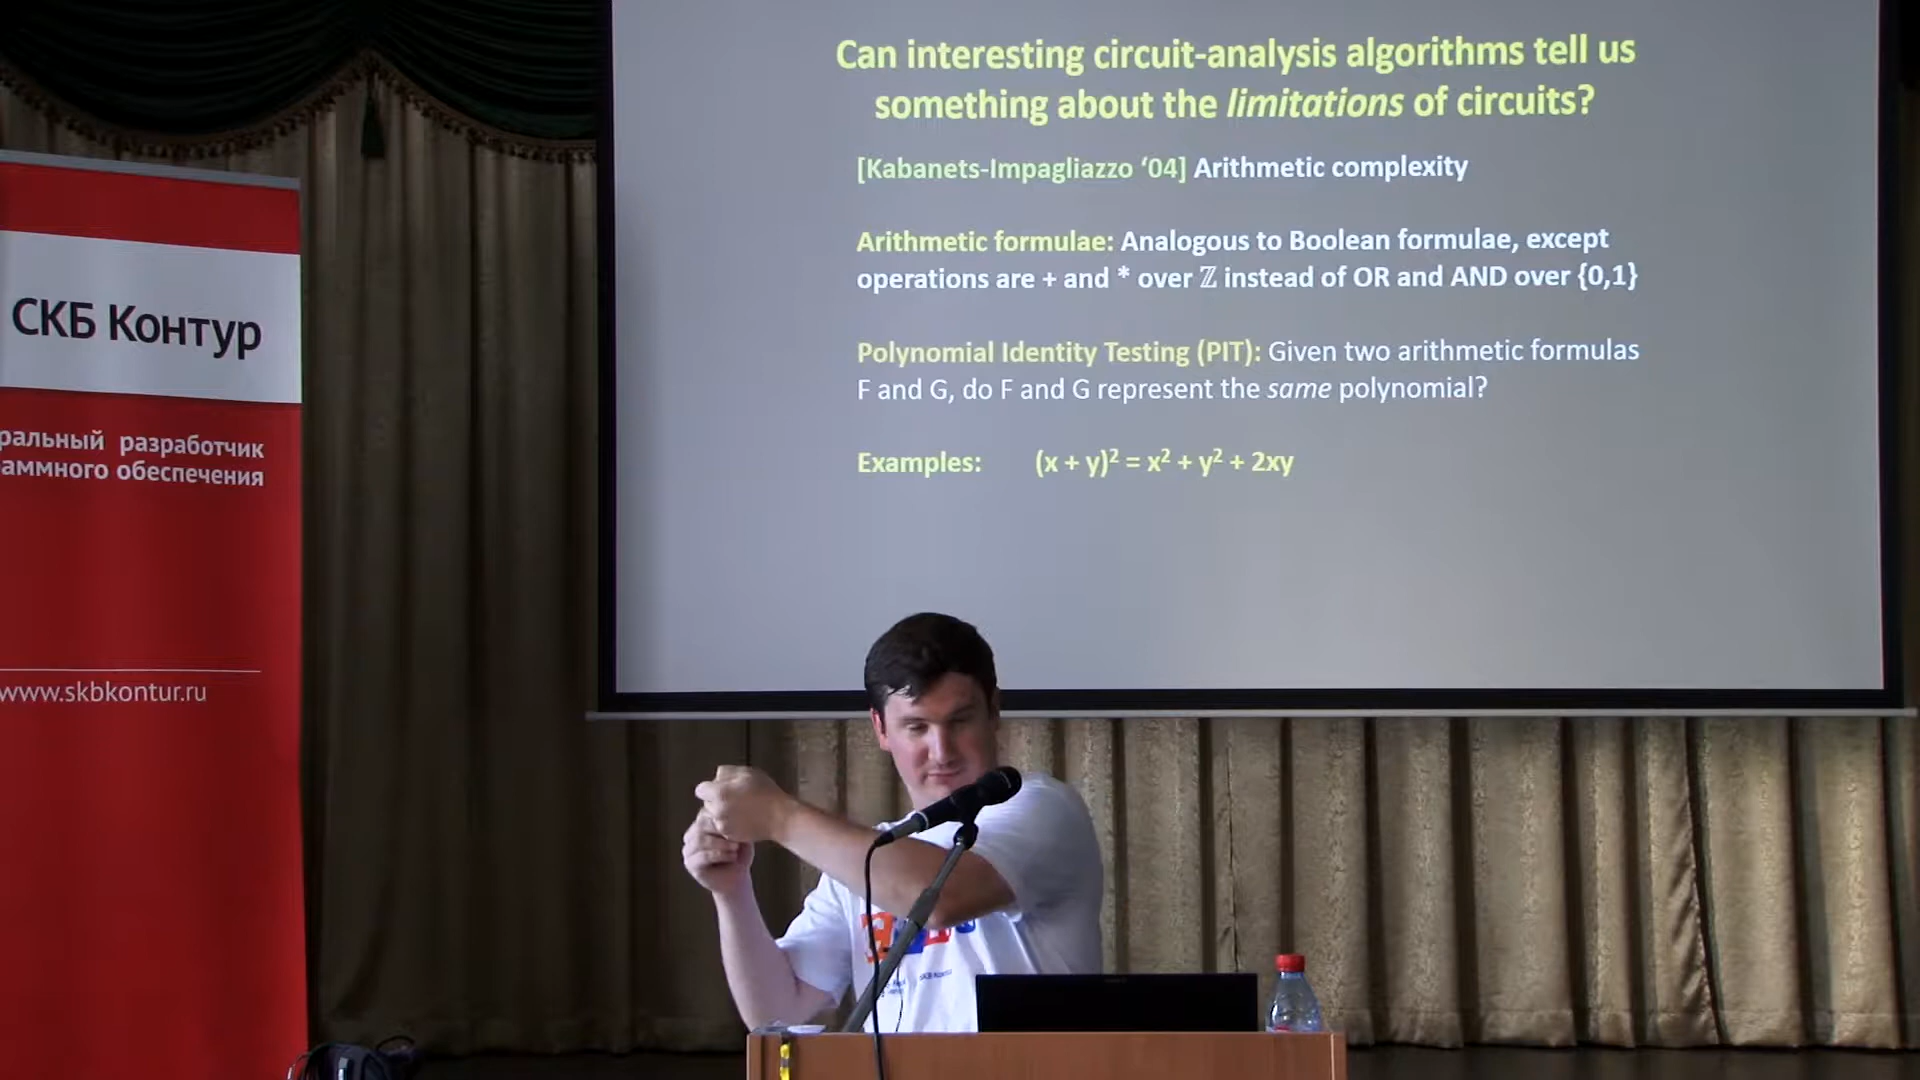 Can interesting circuit-analysis algorithms tell us
something about the limitations of circuits?
[Kabanets-Impagliazzo ‘04] Arithmetic complexity
Arithmetic formulae: Analogous to Boolean formulae, except
operations are + and * over ℤ instead of OR and AND over {0,1}
Polynomial Identity Testing (PIT): Given two arithmetic formulas
F and G, do F and G represent the same polynomial?
Examples: (x + y)² = x² + y² + 2xy
СКБ Контур
ральный разработчик
аммного обеспечения
www.skbkontur.ru